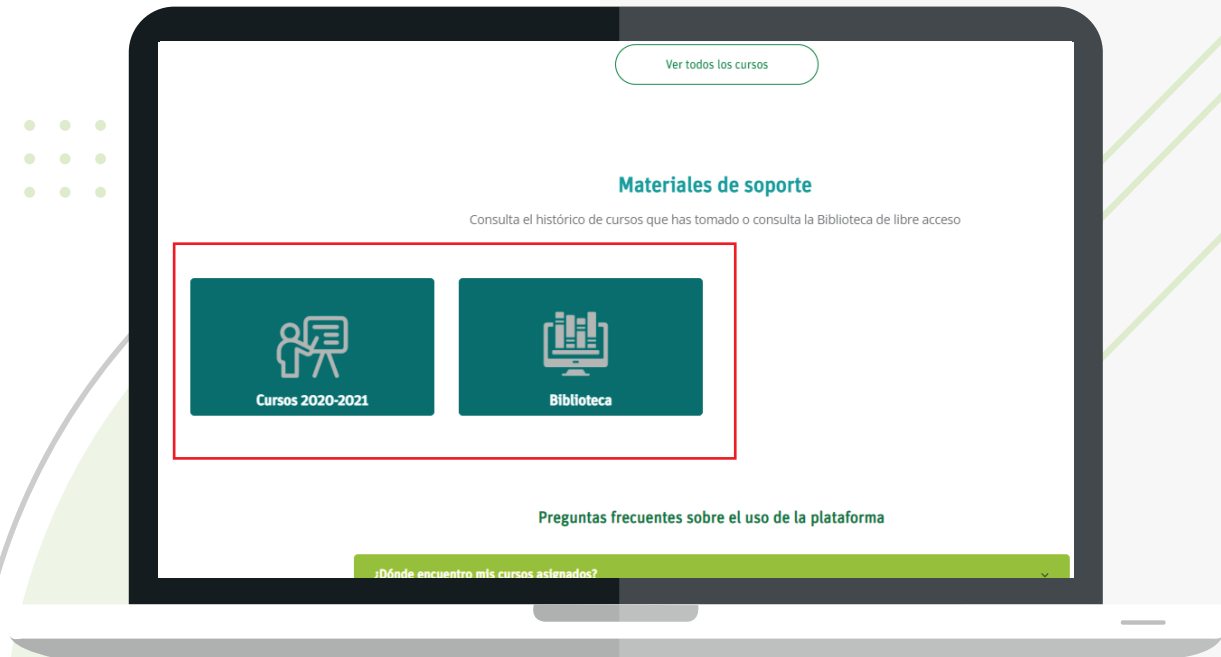 Ver todos los cursos
Materiales de soporte
Consulta el histórico de cursos que has tomado o consulta la Biblioteca de libre acceso
Cursos 2020-2021
Biblioteca
Preguntas frecuentes sobre el uso de la plataforma
¿Dónde encuentro mis cursos asignados?